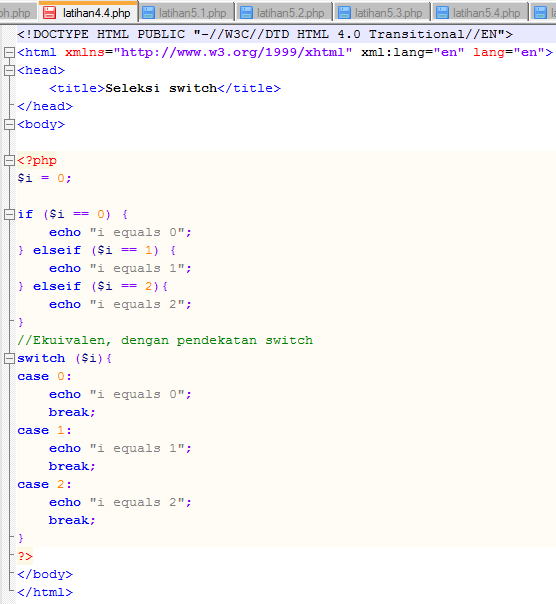 ph.php latihan4.4.php latihan5.1.php latihan5.2.php latihan5.3.php latihan5.4.php
<!DOCTYPE HTML PUBLIC "-//W3C//DTD HTML 4.0 Transitional//EN">
<html xmlns="http://www.w3.org/1999/xhtml" xml:lang="en" lang="en">
<head>
    <title>Seleksi switch</title>
</head>
<body>

<?php
$i = 0;

if ($i == 0) {
    echo "i equals 0";
} elseif ($i == 1) {
    echo "i equals 1";
} elseif ($i == 2){
    echo "i equals 2";
}
//Ekuivalen, dengan pendekatan switch
switch ($i){
case 0:
    echo "i equals 0";
    break;
case 1:
    echo "i equals 1";
    break;
case 2:
    echo "i equals 2";
    break;
}
?>
</body>
</html>